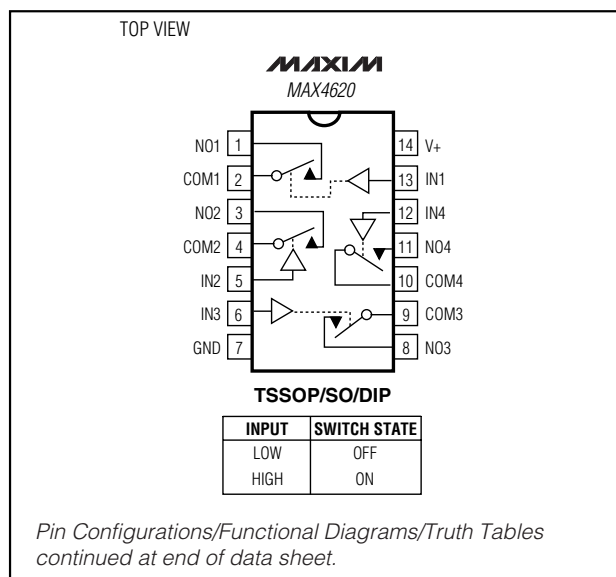 TOP VIEW
MAXIM
MAX4620
NO1 1 14 V+
COM1 2 13 IN1
NO2 3 12 IN4
COM2 4 11 NO4
IN2 5 10 COM4
IN3 6 9 COM3
GND 7 8 NO3
TSSOP/SO/DIP
INPUT SWITCH STATE
LOW OFF
HIGH ON
Pin Configurations/Functional Diagrams/Truth Tables
continued at end of data sheet.